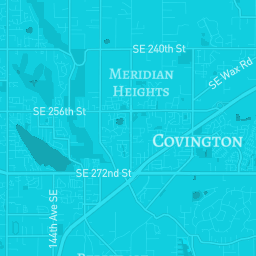 SE 240th St
MERIDIAN
HEIGHTS
SE Wax Rd
SE 256th St
COVINGTON
SE 272nd St
144th Ave SE